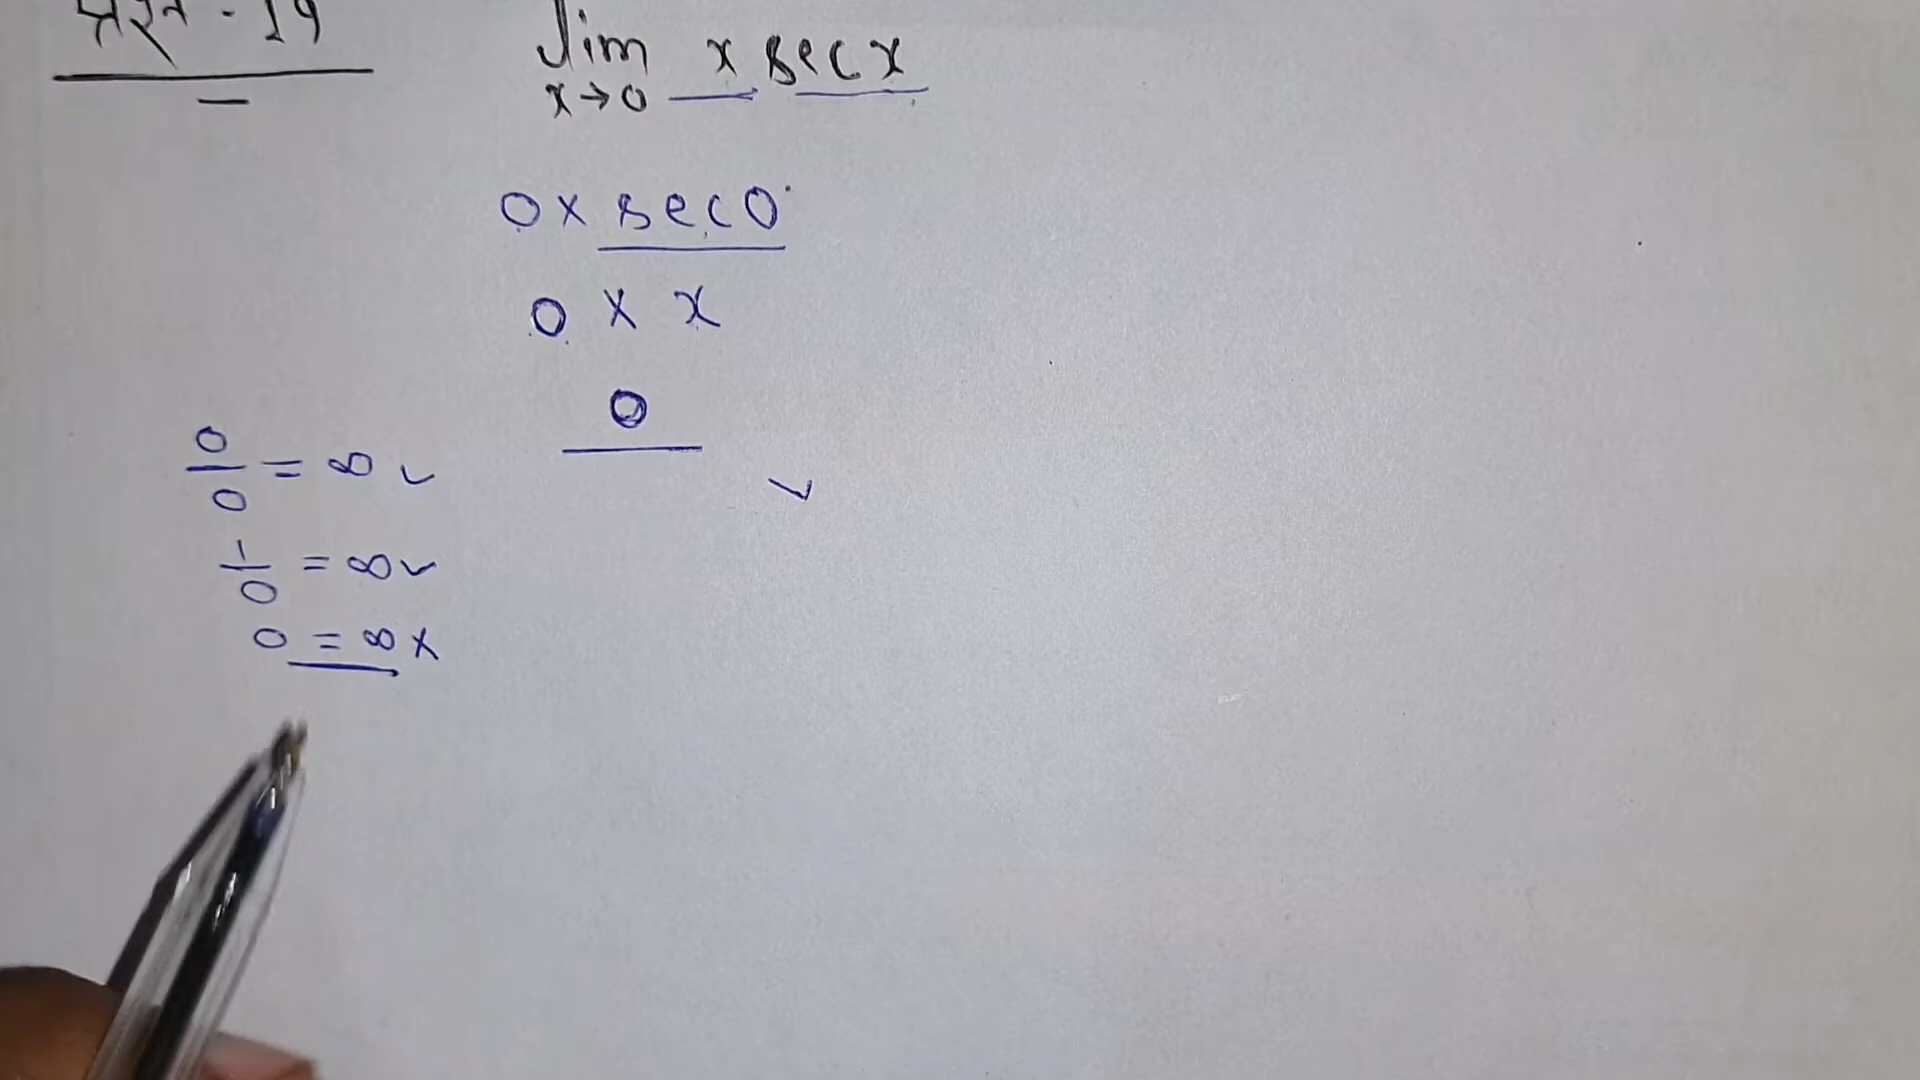 प्रश्न - 19
lim x sec x
x→0
0 x sec 0
0 x x
0
0/0 = ∞ ✓
1/0 = ∞ ✓
0 = ∞ x